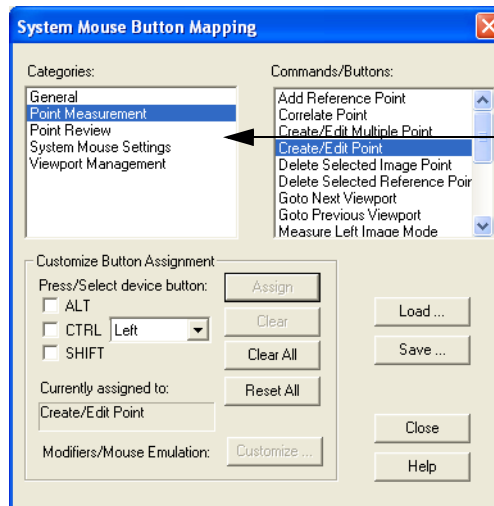 System Mouse Button Mapping
Categories:
General
Point Measurement
Point Review
System Mouse Settings
Viewport Management
Commands/Buttons:
Add Reference Point
Correlate Point
Create/Edit Multiple Point
Create/Edit Point
Delete Selected Image Point
Delete Selected Reference Poir
Goto Next Viewport
Goto Previous Viewport
Measure Left Image Mode
Customize Button Assignment
Press/Select device button:
ALT
CTRL
Left
SHIFT
Currently assigned to:
Create/Edit Point
Modifiers/Mouse Emulation:
Assign
Clear
Clear All
Reset All
Customize ...
Load ...
Save ...
Close
Help